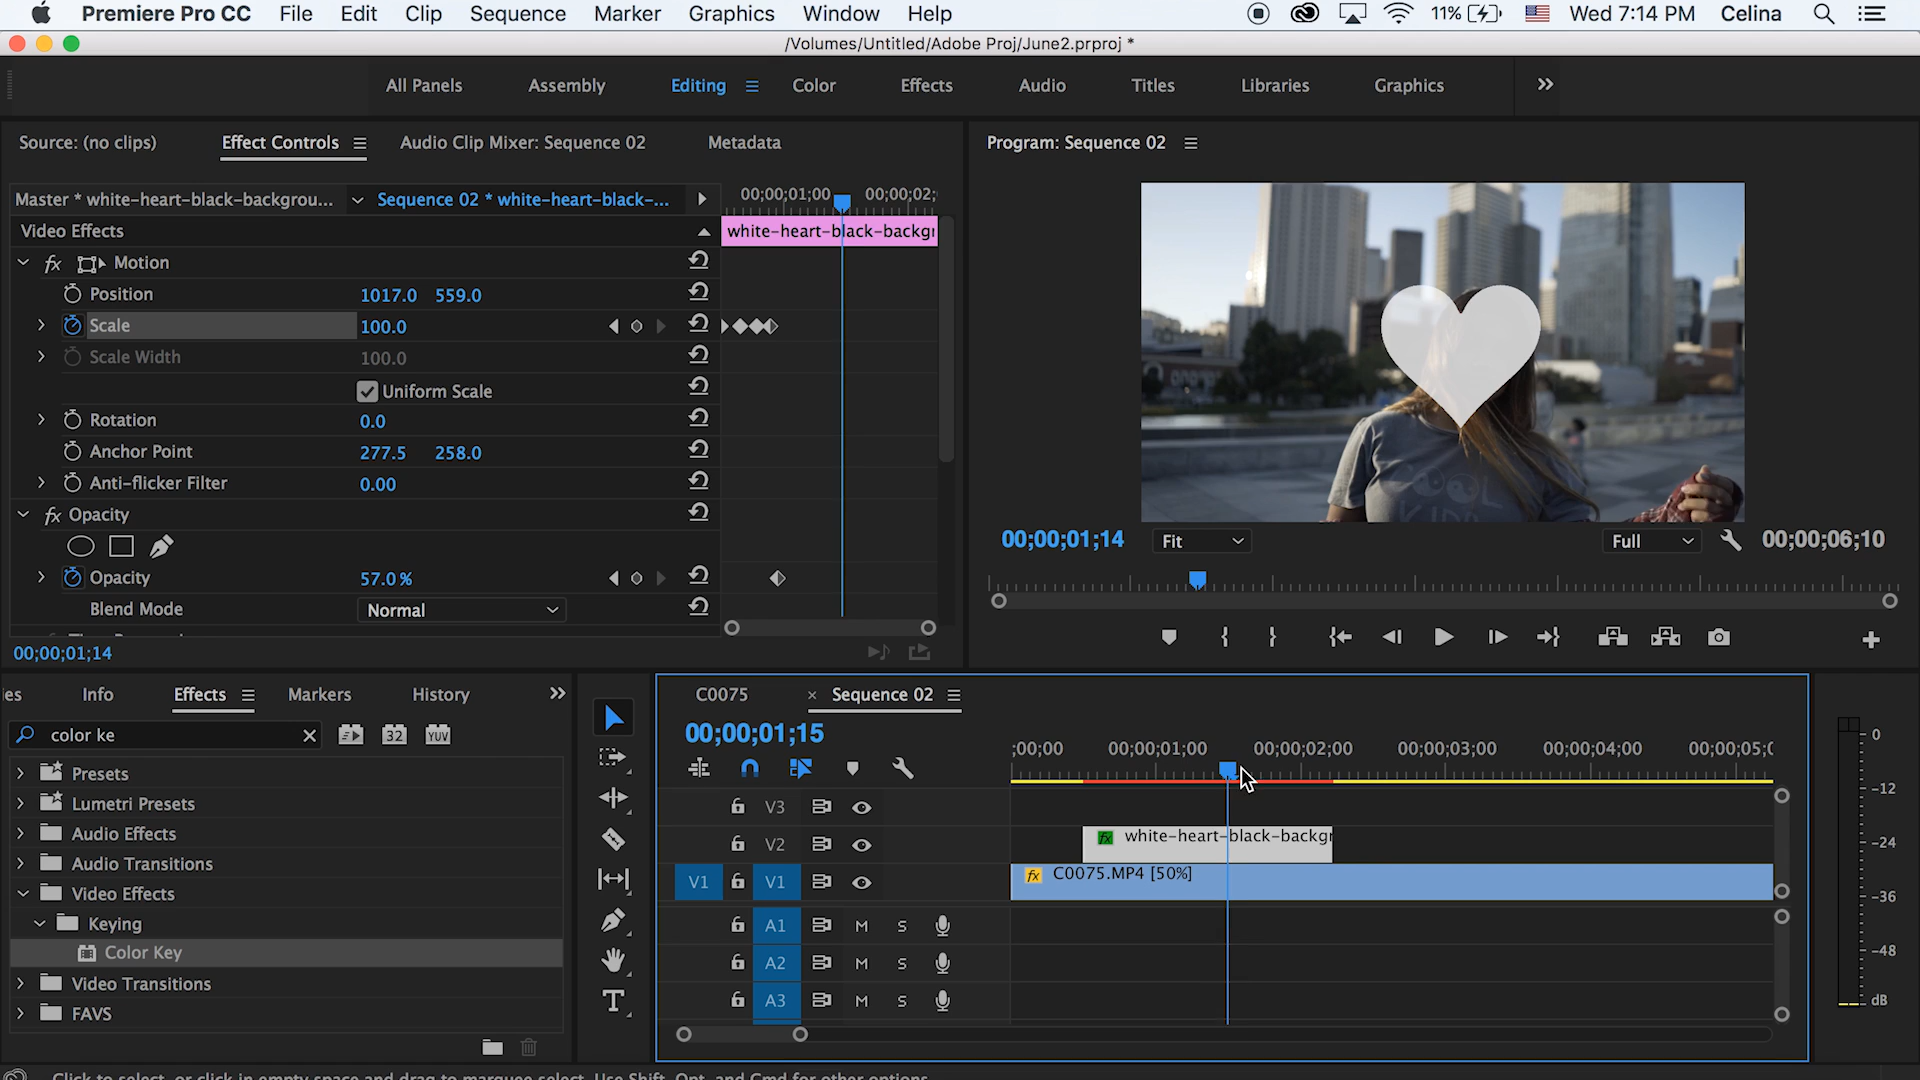 Premiere Pro CC File Edit Clip Sequence Marker Graphics Window Help 11% Wed 7:14 PM Celina
/Volumes/Untitled/Adobe Proj/June2.prproj *
All Panels Assembly Editing Color Effects Audio Titles Libraries Graphics
Source: (no clips) Effect Controls Audio Clip Mixer: Sequence 02 Metadata
Program: Sequence 02
Master * white-heart-black-backgrou... Sequence 02 * white-heart-black-... 00;00;01;00 00;00;02;
Video Effects white-heart-black-backgr
fx Motion
Position 1017.0 559.0
Scale 100.0
Scale Width 100.0
Uniform Scale
Rotation 0.0
Anchor Point 277.5 258.0
Anti-flicker Filter 0.00
fx Opacity
Opacity 57.0%
Blend Mode Normal
00;00;01;14
COOL
00;00;01;14 Fit Full 00;00;06;10
ies Info Effects Markers History
color ke 32 YUV
Presets
Lumetri Presets
Audio Effects
Audio Transitions
Video Effects
Keying
Color Key
Video Transitions
FAVS
C0075 × Sequence 02
00;00;01;15
;00;00 00;00;01;00 00;00;02;00 00;00;03;00 00;00;04;00 00;00;05;0
V3
V2 fx white-heart-black-backgr
V1 V1 fx C0075.MP4 [50%]
A1 M S
A2 M S
A3 M S
0
-12
-24
-36
-48
dB
Click to select, or click in empty space and drag to marquee select. Use Shift, Opt, and Cmd for other options.